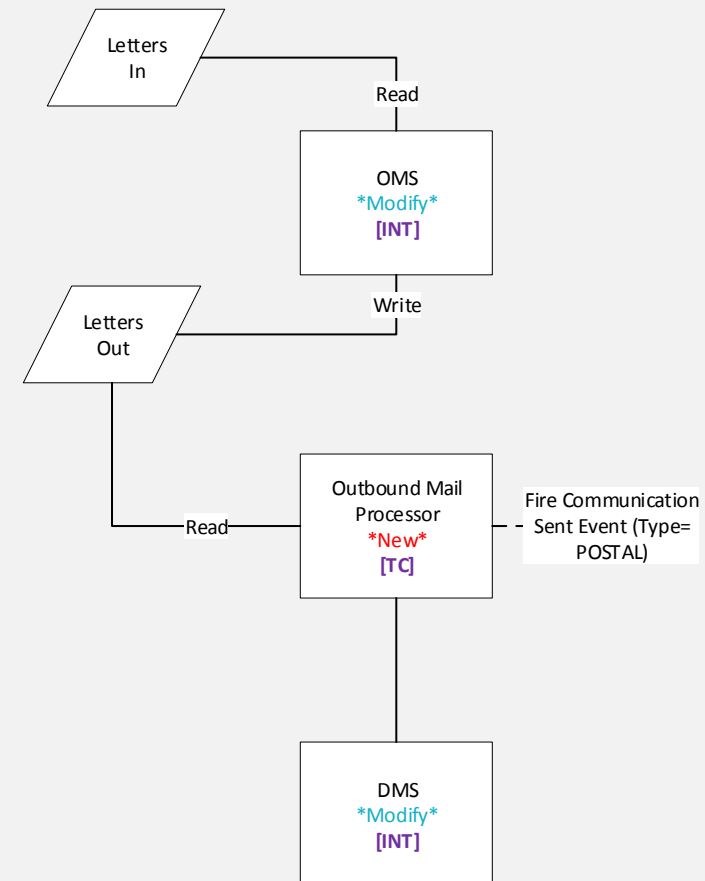 Letters
In
Read
OMS
*Modify*
[INT]
Write
Letters
Out
Read
Outbound Mail
Processor
*New*
[TC]
Fire Communication
Sent Event (Type=
POSTAL)
DMS
*Modify*
[INT]